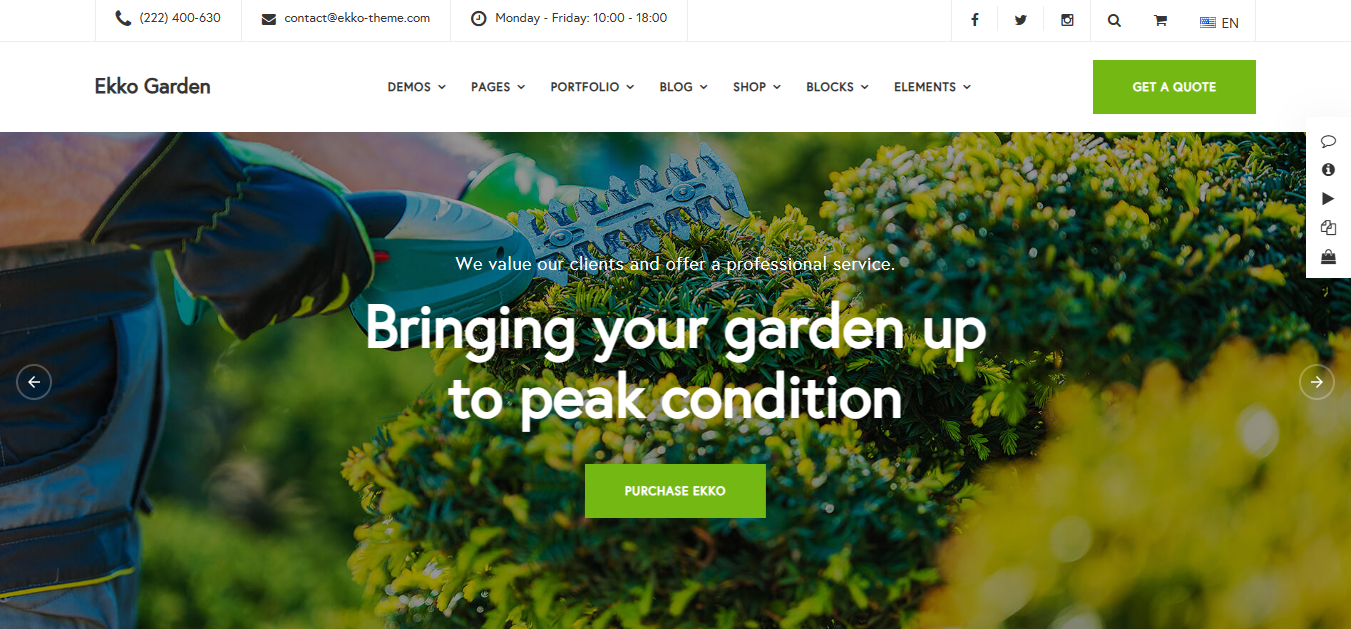 (222) 400-630
contact@ekko-theme.com
Monday - Friday: 10:00 - 18:00
EN
Ekko Garden
DEMOS
PAGES
PORTFOLIO
BLOG
SHOP
BLOCKS
ELEMENTS
GET A QUOTE
We value our clients and offer a professional service.
Bringing your garden up
to peak condition
PURCHASE EKKO